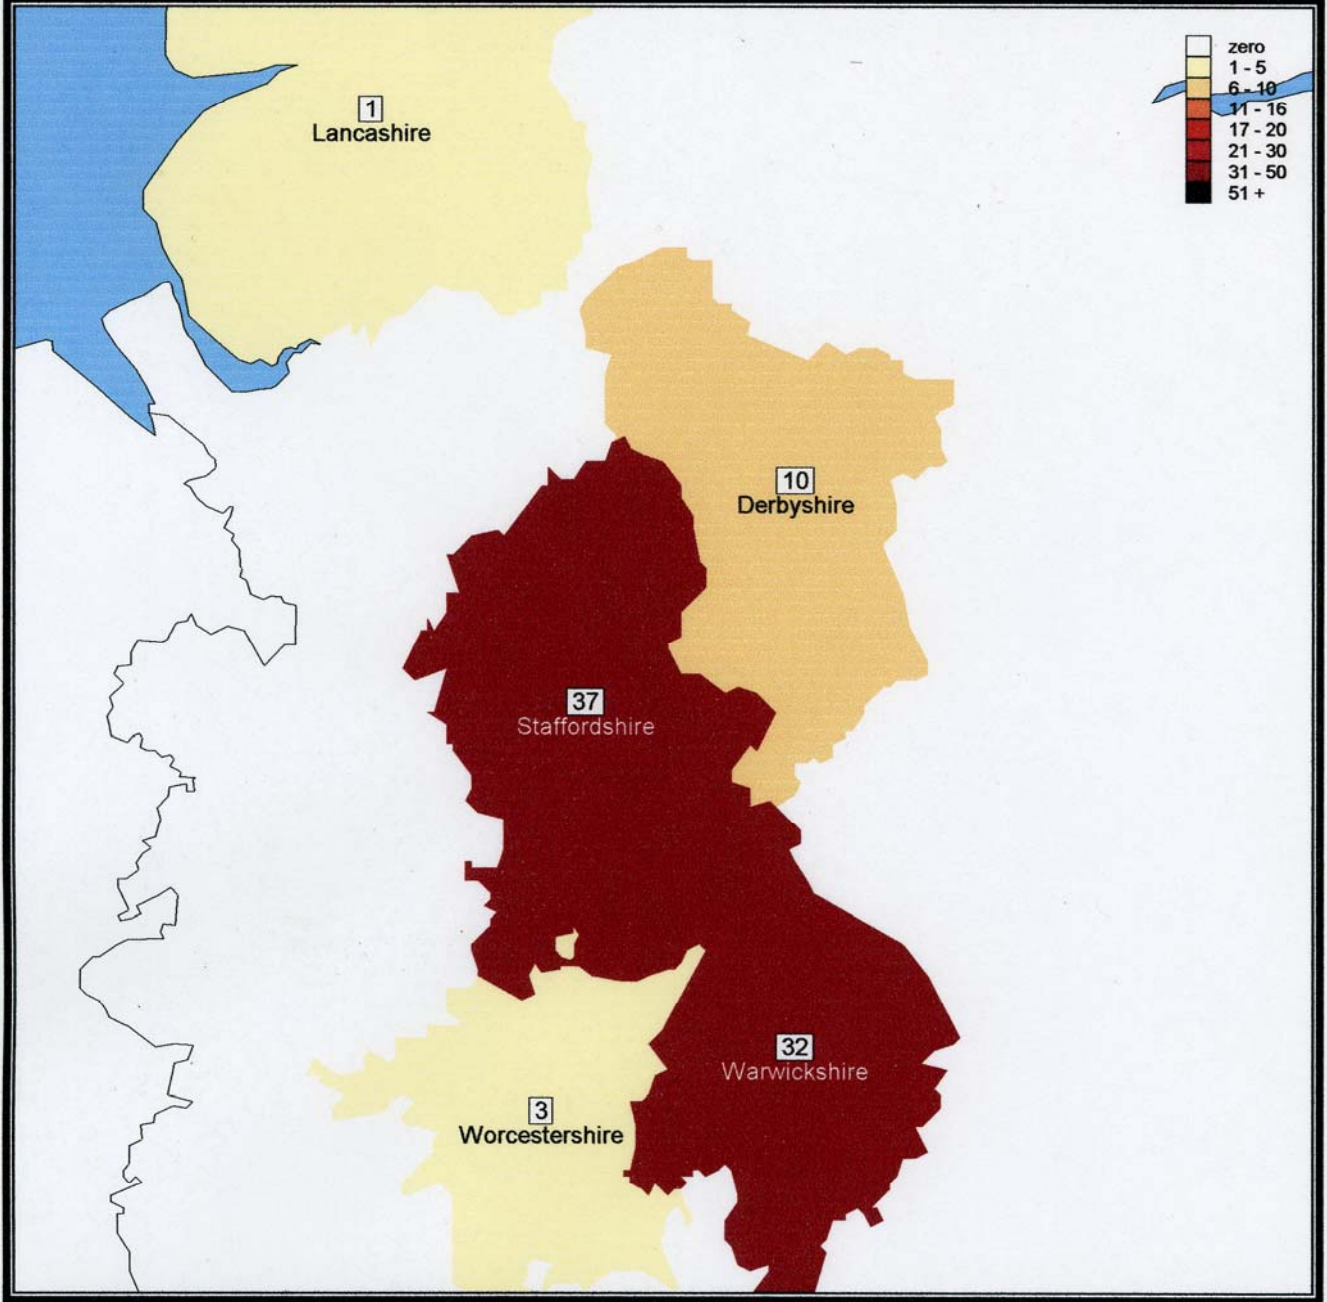 zero
1 - 5
6 - 10
11 - 16
17 - 20
21 - 30
31 - 50
51 +
1
Lancashire
10
Derbyshire
37
Staffordshire
32
Warwickshire
3
Worcestershire